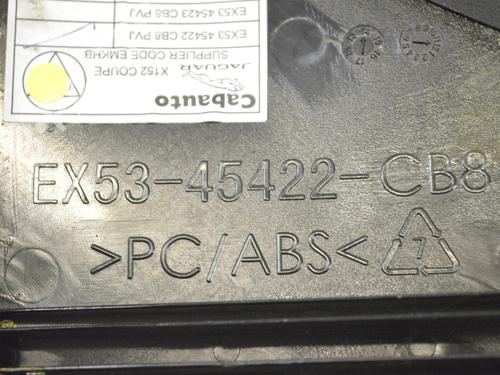 Cabauto
JAGUAR
X152 COUPE
SUPPLIER CODE EMKHB
EX53 45422 CB8 PVJ
EX53 45423 CB8 PVJ
EX53-45422-CB8
>PC/ABS<
7